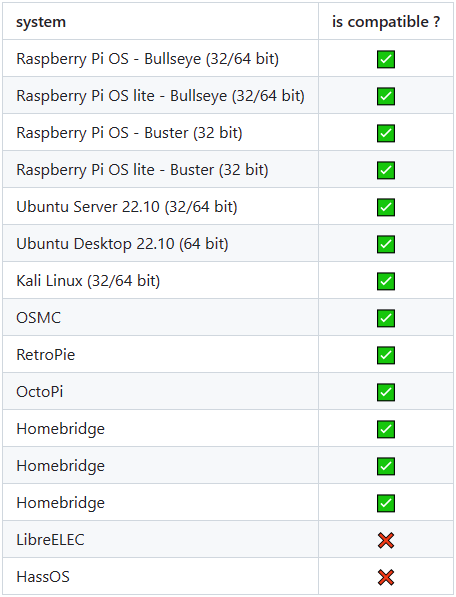 system is compatible ?
Raspberry Pi OS - Bullseye (32/64 bit) ✅
Raspberry Pi OS lite - Bullseye (32/64 bit) ✅
Raspberry Pi OS - Buster (32 bit) ✅
Raspberry Pi OS lite - Buster (32 bit) ✅
Ubuntu Server 22.10 (32/64 bit) ✅
Ubuntu Desktop 22.10 (64 bit) ✅
Kali Linux (32/64 bit) ✅
OSMC ✅
RetroPie ✅
OctoPi ✅
Homebridge ✅
Homebridge ✅
Homebridge ✅
LibreELEC ❌
HassOS ❌